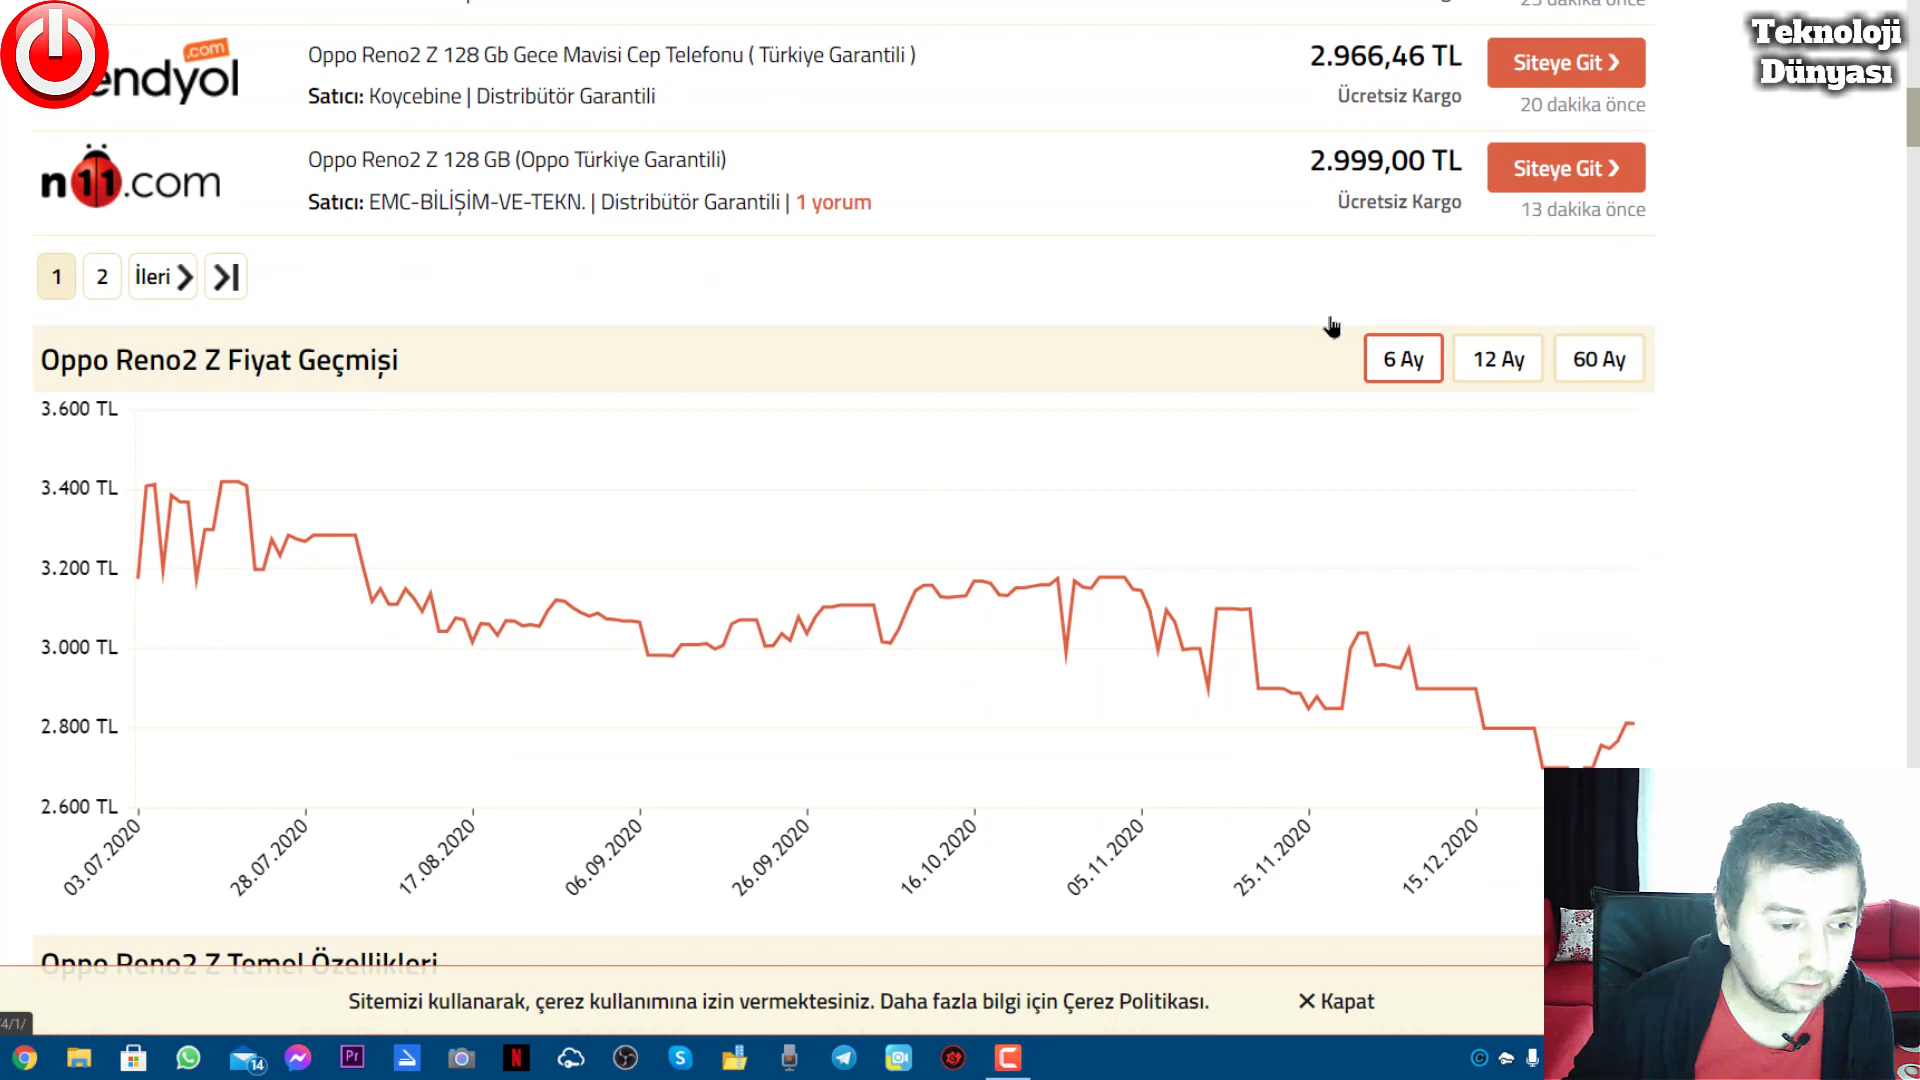 Teknoloji
Dünyası
25 dakika önce
endyol
.com
Oppo Reno2 Z 128 Gb Gece Mavisi Cep Telefonu ( Türkiye Garantili )
2.966,46 TL
Siteye Git
Satıcı: Koycebine | Distribütör Garantili
Ücretsiz Kargo
20 dakika önce
n11.com
Oppo Reno2 Z 128 GB (Oppo Türkiye Garantili)
2.999,00 TL
Siteye Git
Satıcı: EMC-BİLİŞİM-VE-TEKN. | Distribütör Garantili | 1 yorum
Ücretsiz Kargo
13 dakika önce
1 2 İleri
Oppo Reno2 Z Fiyat Geçmişi
6 Ay 12 Ay 60 Ay
3.600 TL
3.400 TL
3.200 TL
3.000 TL
2.800 TL
2.600 TL
03.07.2020 28.07.2020 17.08.2020 06.09.2020 26.09.2020 16.10.2020 05.11.2020 25.11.2020 15.12.2020
Oppo Reno2 Z Temel Özellikleri
Sitemizi kullanarak, çerez kullanımına izin vermektesiniz. Daha fazla bilgi için Çerez Politikası.
Kapat
/4/1/
14
Pr
N
S
C